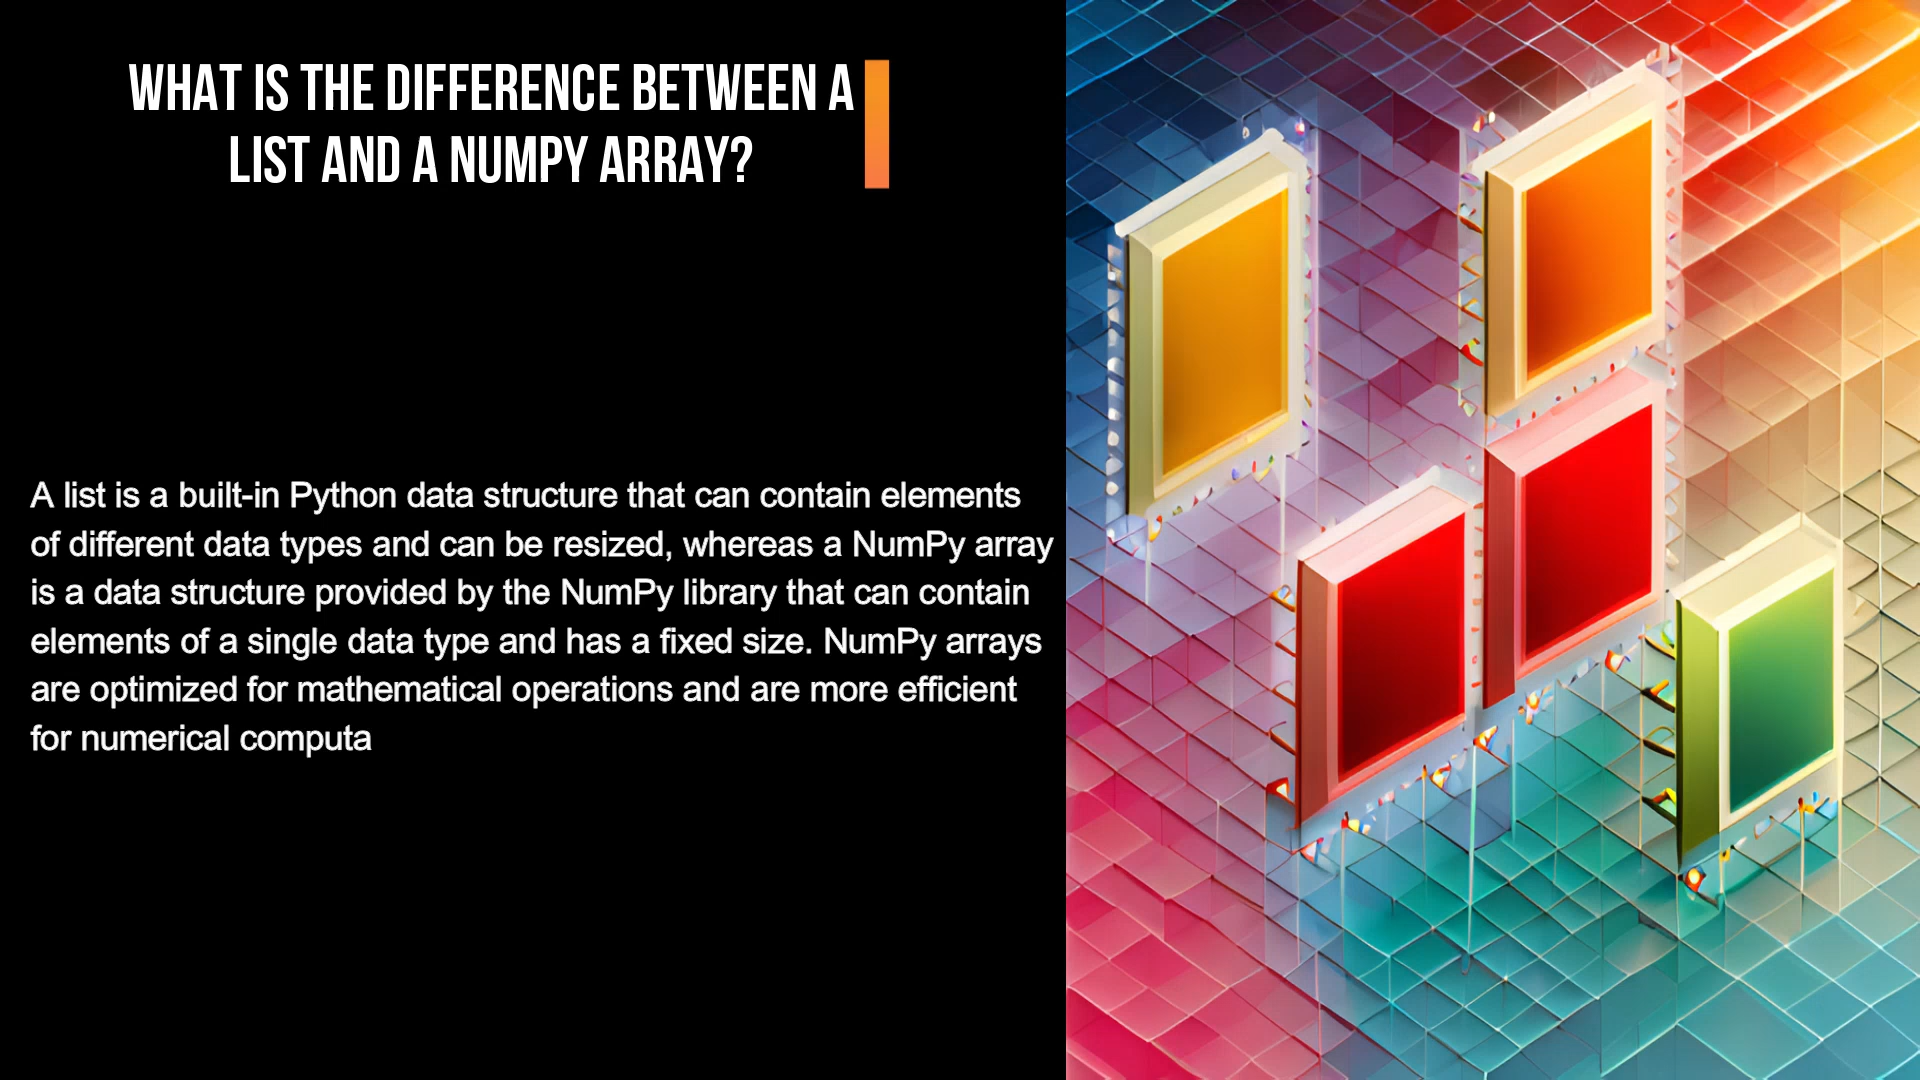 WHAT IS THE DIFFERENCE BETWEEN A
LIST AND A NUMPY ARRAY?
A list is a built-in Python data structure that can contain elements
of different data types and can be resized, whereas a NumPy array
is a data structure provided by the NumPy library that can contain
elements of a single data type and has a fixed size. NumPy arrays
are optimized for mathematical operations and are more efficient
for numerical computa